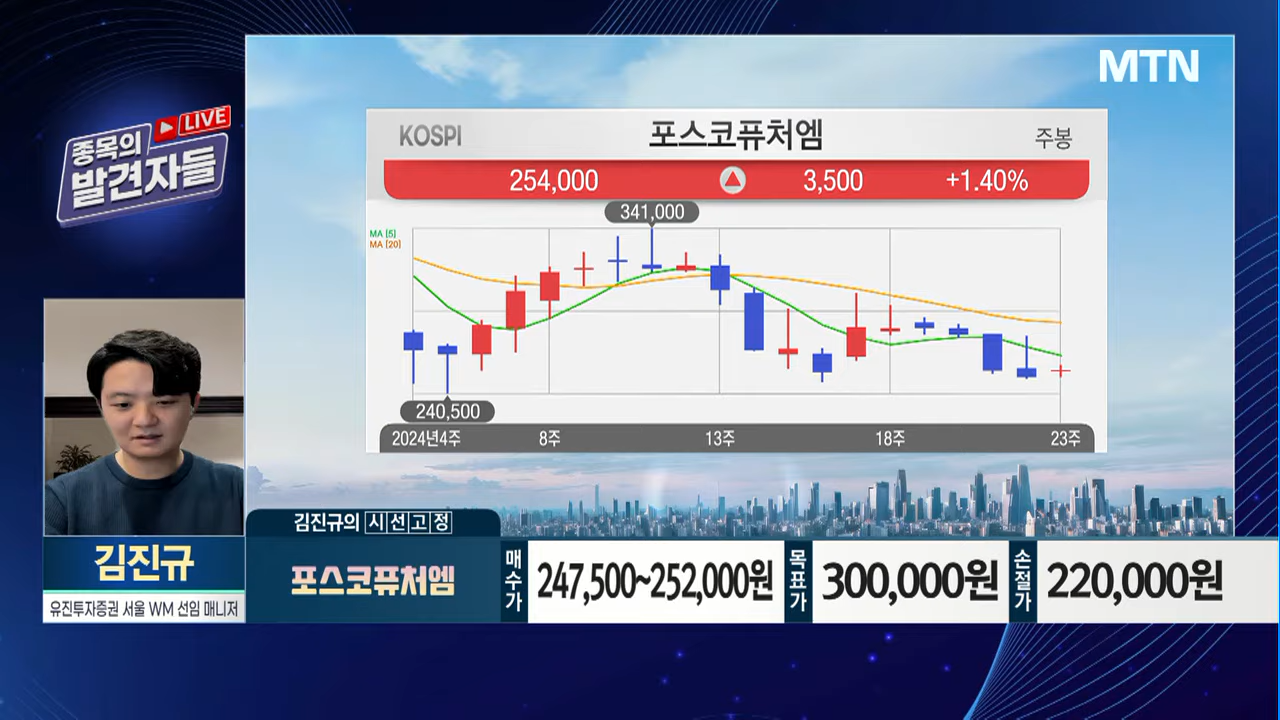 MTN
종목의
LIVE
발견자들
KOSPI
포스코퓨처엠
주봉
254,000
3,500
+1.40%
341,000
MA [5]
MA [20]
240,500
2024년4주
8주
13주
18주
23주
김진규의 시선고정
김진규
유진투자증권 서울 WM 선임 매니저
포스코퓨처엠
매수가
247,500~252,000원
목표가
300,000원
손절가
220,000원